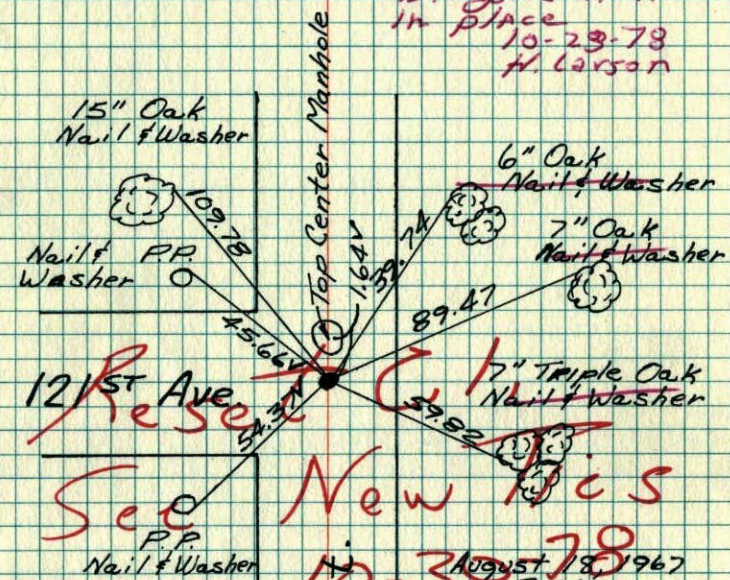 in place
10-23-78
H. Larson
15" Oak
Nail & Washer
Top Center Manhole
6" Oak
Nail & Washer
7" Oak
Nail & Washer
Nail & P.P.
Washer
109.78
1.64✓
39.74
89.47
45.66✓
121ST Ave.
Reset
7" Triple Oak
Nail & Washer
54.37✓
59.82
See New Ties
P.P.
Nail & Washer
August 18, 1967